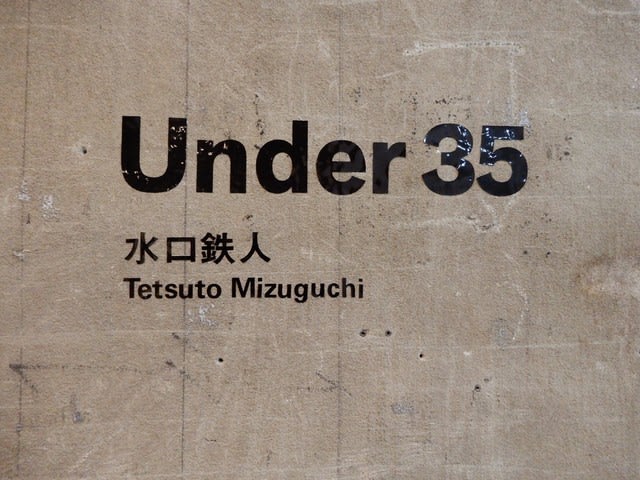 Under 35
水口鉄人
Tetsuto Mizuguchi